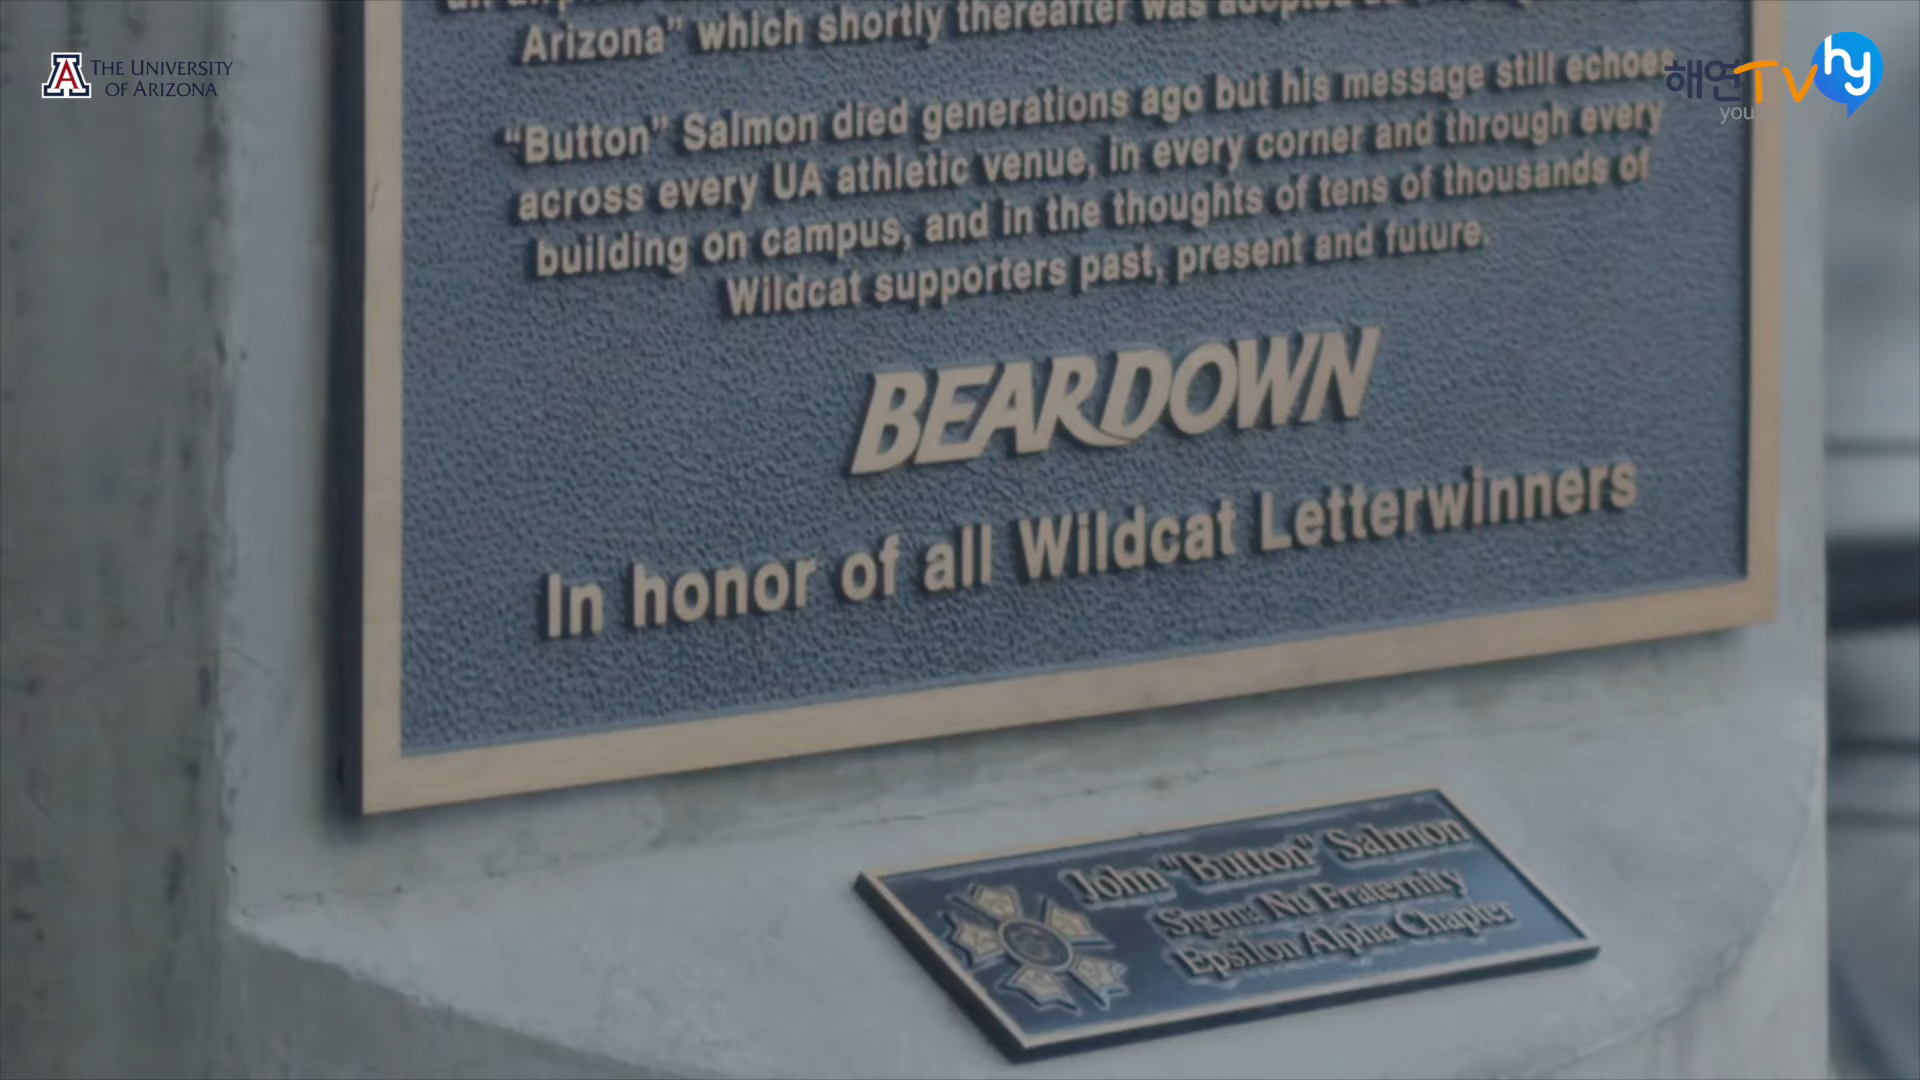 THE UNIVERSITY
OF ARIZONA
해연TV
hy
you
Arizona" which shortly thereafter was adopted
"Button" Salmon died generations ago but his message still echoes
across every UA athletic venue, in every corner and through every
building on campus, and in the thoughts of tens of thousands of
Wildcat supporters past, present and future.
BEAR DOWN
In honor of all Wildcat Letterwinners
John "Button" Salmon
Sigma Nu Fraternity
Epsilon Alpha Chapter